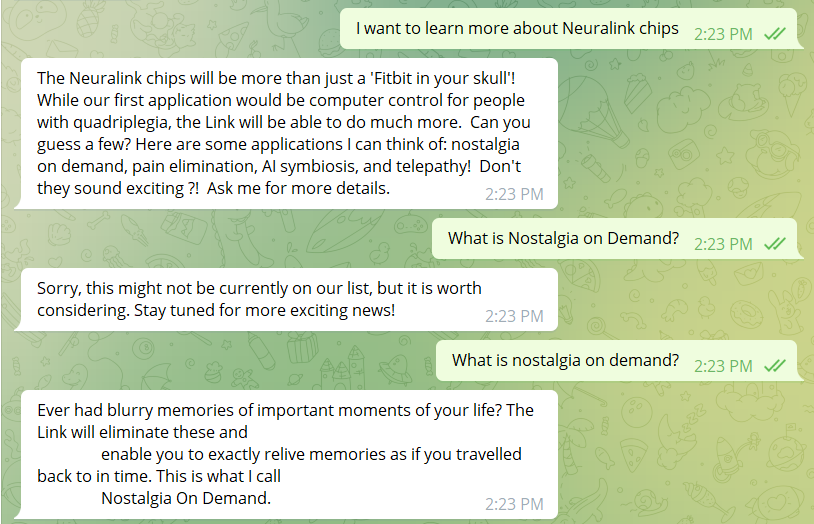 I want to learn more about Neuralink chips 2:23 PM
The Neuralink chips will be more than just a 'Fitbit in your skull'!
While our first application would be computer control for people
with quadriplegia, the Link will be able to do much more.  Can you
guess a few? Here are some applications I can think of: nostalgia
on demand, pain elimination, AI symbiosis, and telepathy!  Don't
they sound exciting ?!  Ask me for more details. 2:23 PM
What is Nostalgia on Demand? 2:23 PM
Sorry, this might not be currently on our list, but it is worth
considering. Stay tuned for more exciting news! 2:23 PM
What is nostalgia on demand? 2:23 PM
Ever had blurry memories of important moments of your life? The
Link will eliminate these and
enable you to exactly relive memories as if you travelled
back to in time. This is what I call
Nostalgia On Demand. 2:23 PM